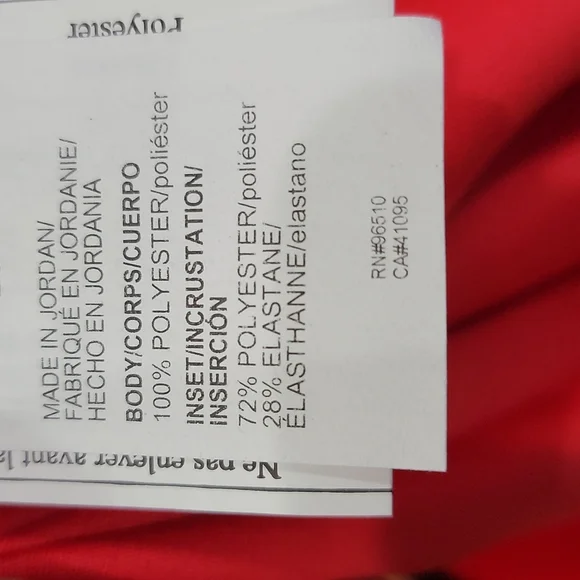 Polyester
MADE IN JORDAN/
FABRIQUÉ EN JORDANIE/
HECHO EN JORDANIA
BODY/CORPS/CUERPO
100% POLYESTER/poliéster
INSET/INCRUSTATION/
INSERCIÓN
72% POLYESTER/poliéster
28% ELASTANE/
ÉLASTHANNE/elastano
RN#96510
CA#41095
Ne pas enlever avant la